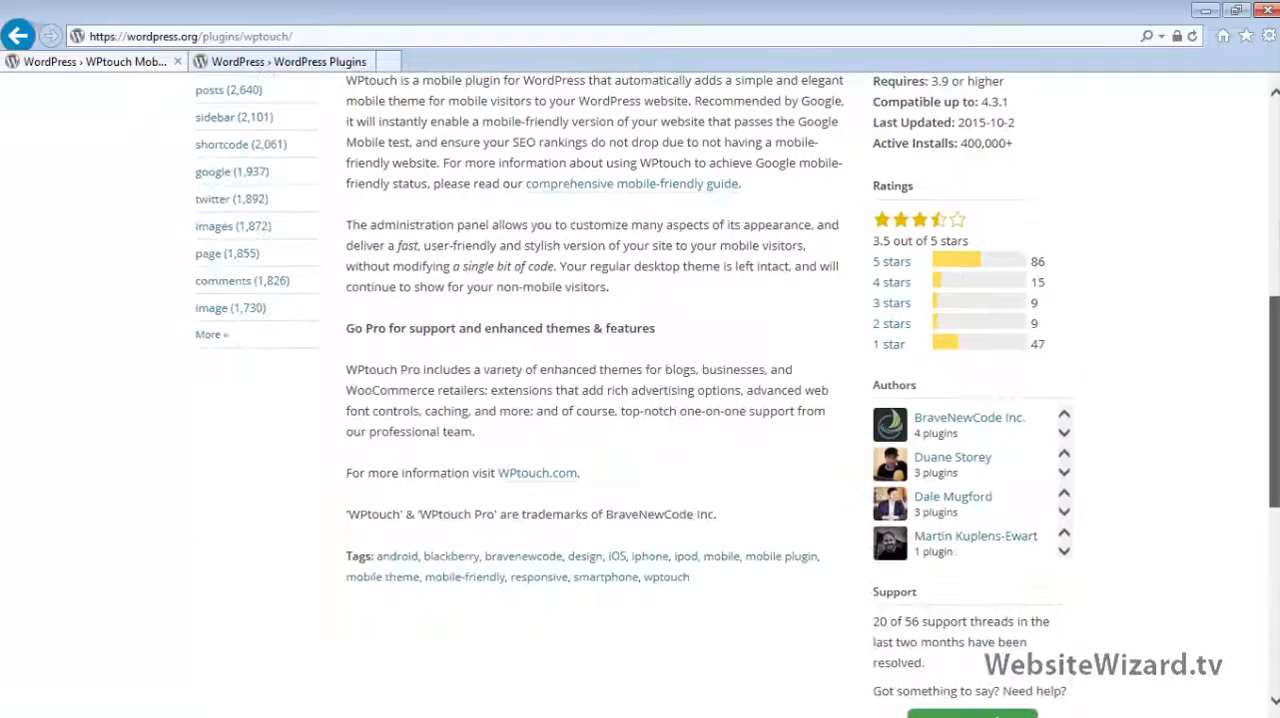 https://wordpress.org/plugins/wptouch/
WordPress › WPtouch Mob...
WordPress › WordPress Plugins
posts (2,640)
sidebar (2,101)
shortcode (2,061)
google (1,937)
twitter (1,892)
images (1,872)
page (1,855)
comments (1,826)
image (1,730)
More »
WPtouch is a mobile plugin for WordPress that automatically adds a simple and elegant
mobile theme for mobile visitors to your WordPress website. Recommended by Google,
it will instantly enable a mobile-friendly version of your website that passes the Google
Mobile test, and ensure your SEO rankings do not drop due to not having a mobile-
friendly website. For more information about using WPtouch to achieve Google mobile-
friendly status, please read our comprehensive mobile-friendly guide.
The administration panel allows you to customize many aspects of its appearance, and
deliver a fast, user-friendly and stylish version of your site to your mobile visitors,
without modifying a single bit of code. Your regular desktop theme is left intact, and will
continue to show for your non-mobile visitors.
Go Pro for support and enhanced themes & features
WPtouch Pro includes a variety of enhanced themes for blogs, businesses, and
WooCommerce retailers; extensions that add rich advertising options, advanced web
font controls, caching, and more; and of course, top-notch one-on-one support from
our professional team.
For more information visit WPtouch.com.
'WPtouch' & 'WPtouch Pro' are trademarks of BraveNewCode Inc.
Tags: android, blackberry, bravenewcode, design, iOS, iphone, ipod, mobile, mobile plugin,
mobile theme, mobile-friendly, responsive, smartphone, wptouch
Requires: 3.9 or higher
Compatible up to: 4.3.1
Last Updated: 2015-10-2
Active Installs: 400,000+
Ratings
3.5 out of 5 stars
5 stars 86
4 stars 15
3 stars 9
2 stars 9
1 star 47
Authors
BraveNewCode Inc.
4 plugins
Duane Storey
3 plugins
Dale Mugford
3 plugins
Martin Kuplens-Ewart
1 plugin
Support
20 of 56 support threads in the
last two months have been
resolved.
Got something to say? Need help?
WebsiteWizard.tv